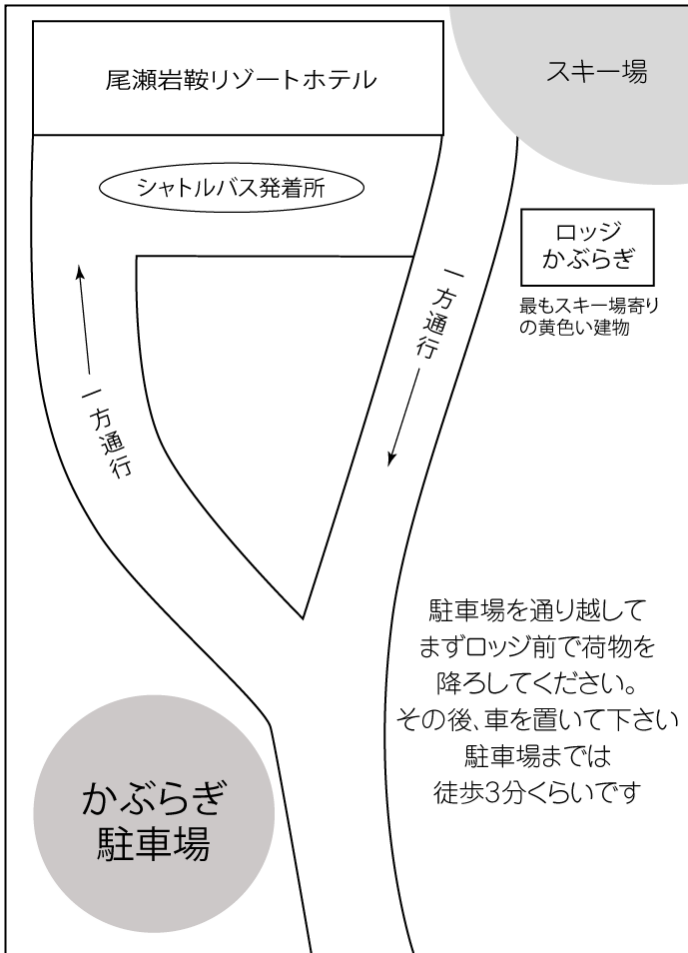 尾瀬岩鞍リゾートホテル
スキー場
シャトルバス発着所
ロッジ
かぶらぎ
最もスキー場寄り
の黄色い建物
一方通行
一方通行
駐車場を通り越して
まずロッジ前で荷物を
降ろしてください。
その後、車を置いて下さい
駐車場までは
徒歩3分くらいです
かぶらぎ
駐車場